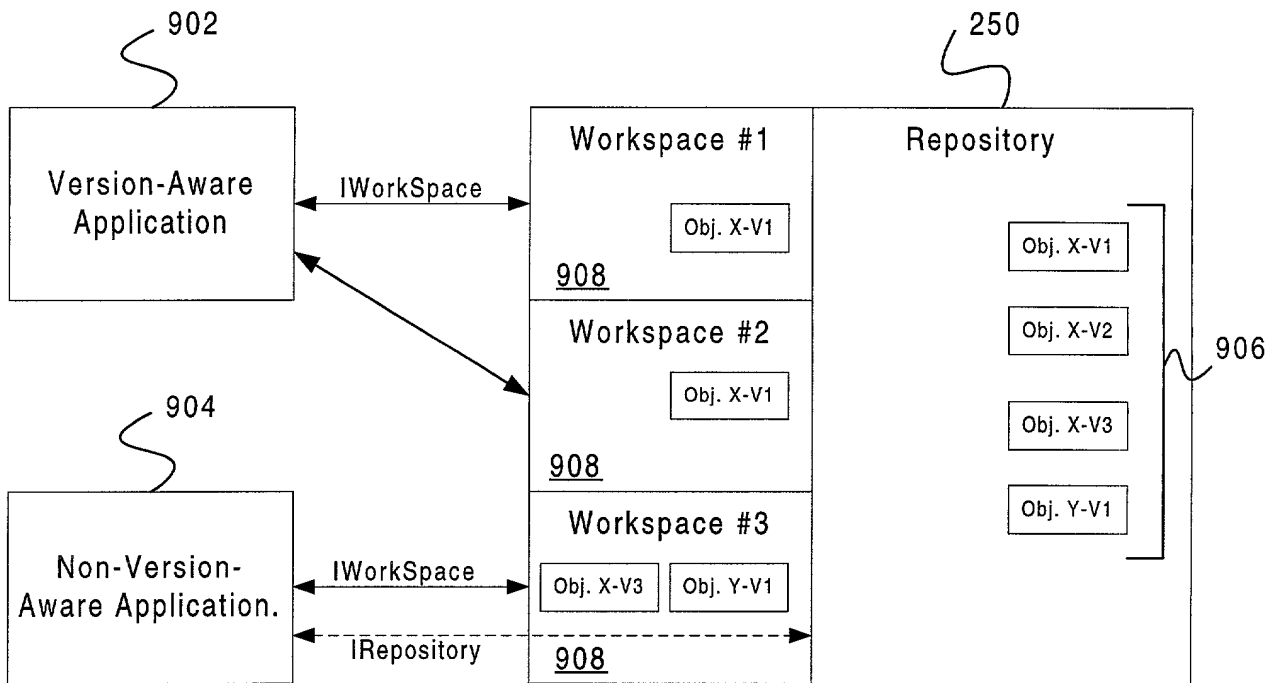 902
250
Version-Aware
Application
IWorkSpace
Workspace #1
Obj. X-V1
908
Workspace #2
Obj. X-V1
908
Repository
Obj. X-V1
Obj. X-V2
Obj. X-V3
Obj. Y-V1
906
904
Non-Version-
Aware Application.
IWorkSpace
IRepository
Workspace #3
Obj. X-V3
Obj. Y-V1
908